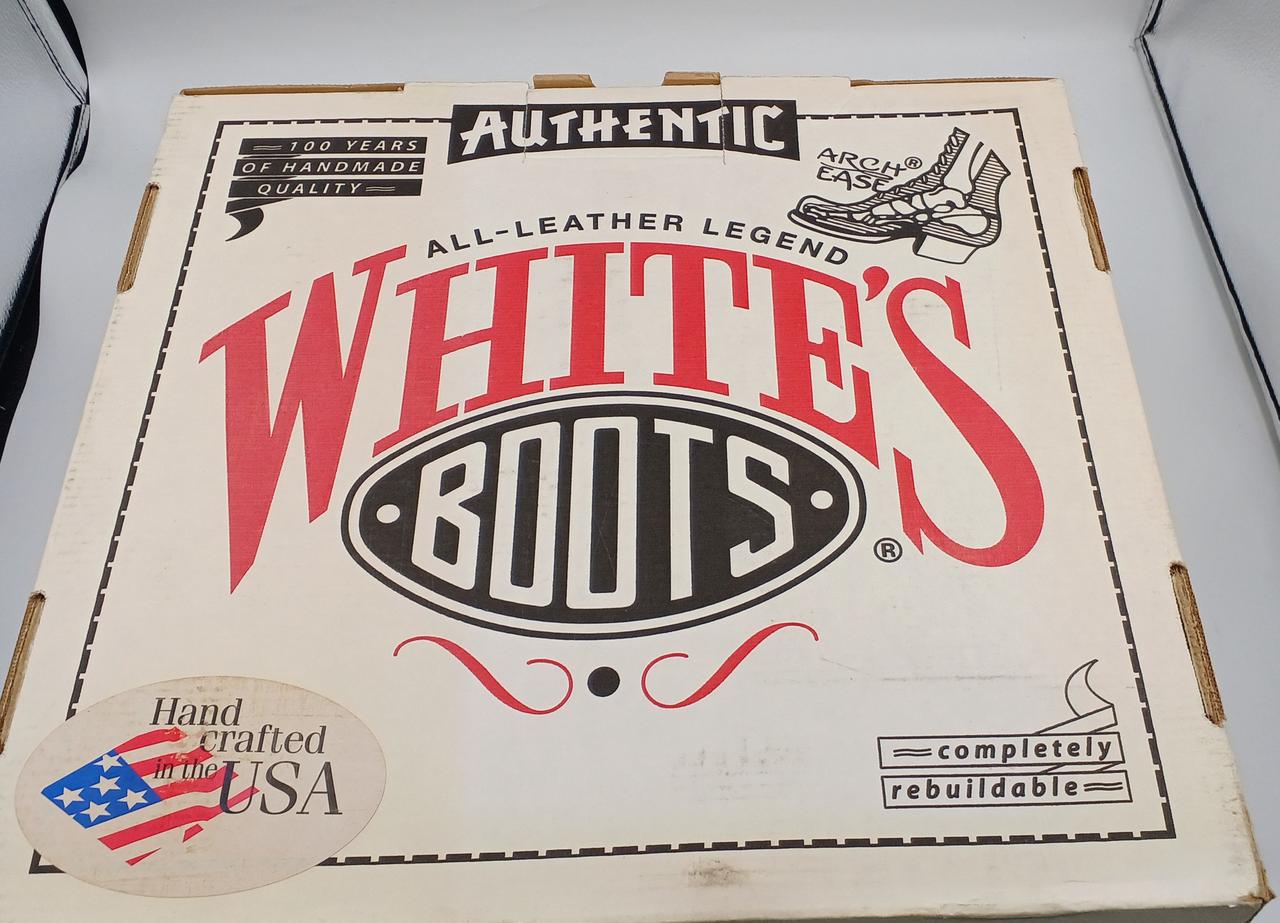 AUTHENTIC
100 YEARS
OF HANDMADE
QUALITY
ARCH®
EASE
ALL-LEATHER LEGEND
WHITE'S
BOOTS
®
Hand
crafted
in the
USA
completely
rebuildable